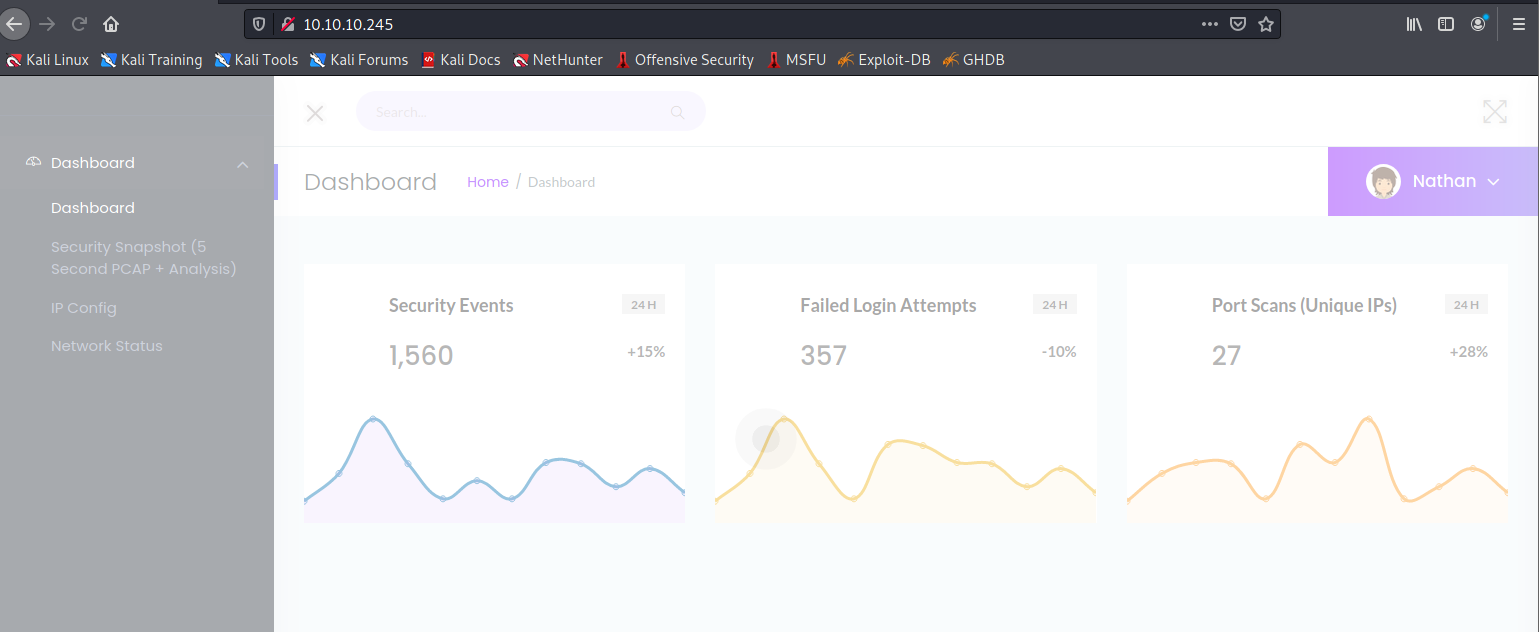 10.10.10.245
Kali Linux Kali Training Kali Tools Kali Forums Kali Docs NetHunter Offensive Security MSFU Exploit-DB GHDB
Search...
Dashboard
Dashboard
Security Snapshot (5
Second PCAP + Analysis)
IP Config
Network Status
Dashboard Home / Dashboard
Nathan
Security Events 24 H
1,560 +15%
Failed Login Attempts 24 H
357 -10%
Port Scans (Unique IPs) 24 H
27 +28%